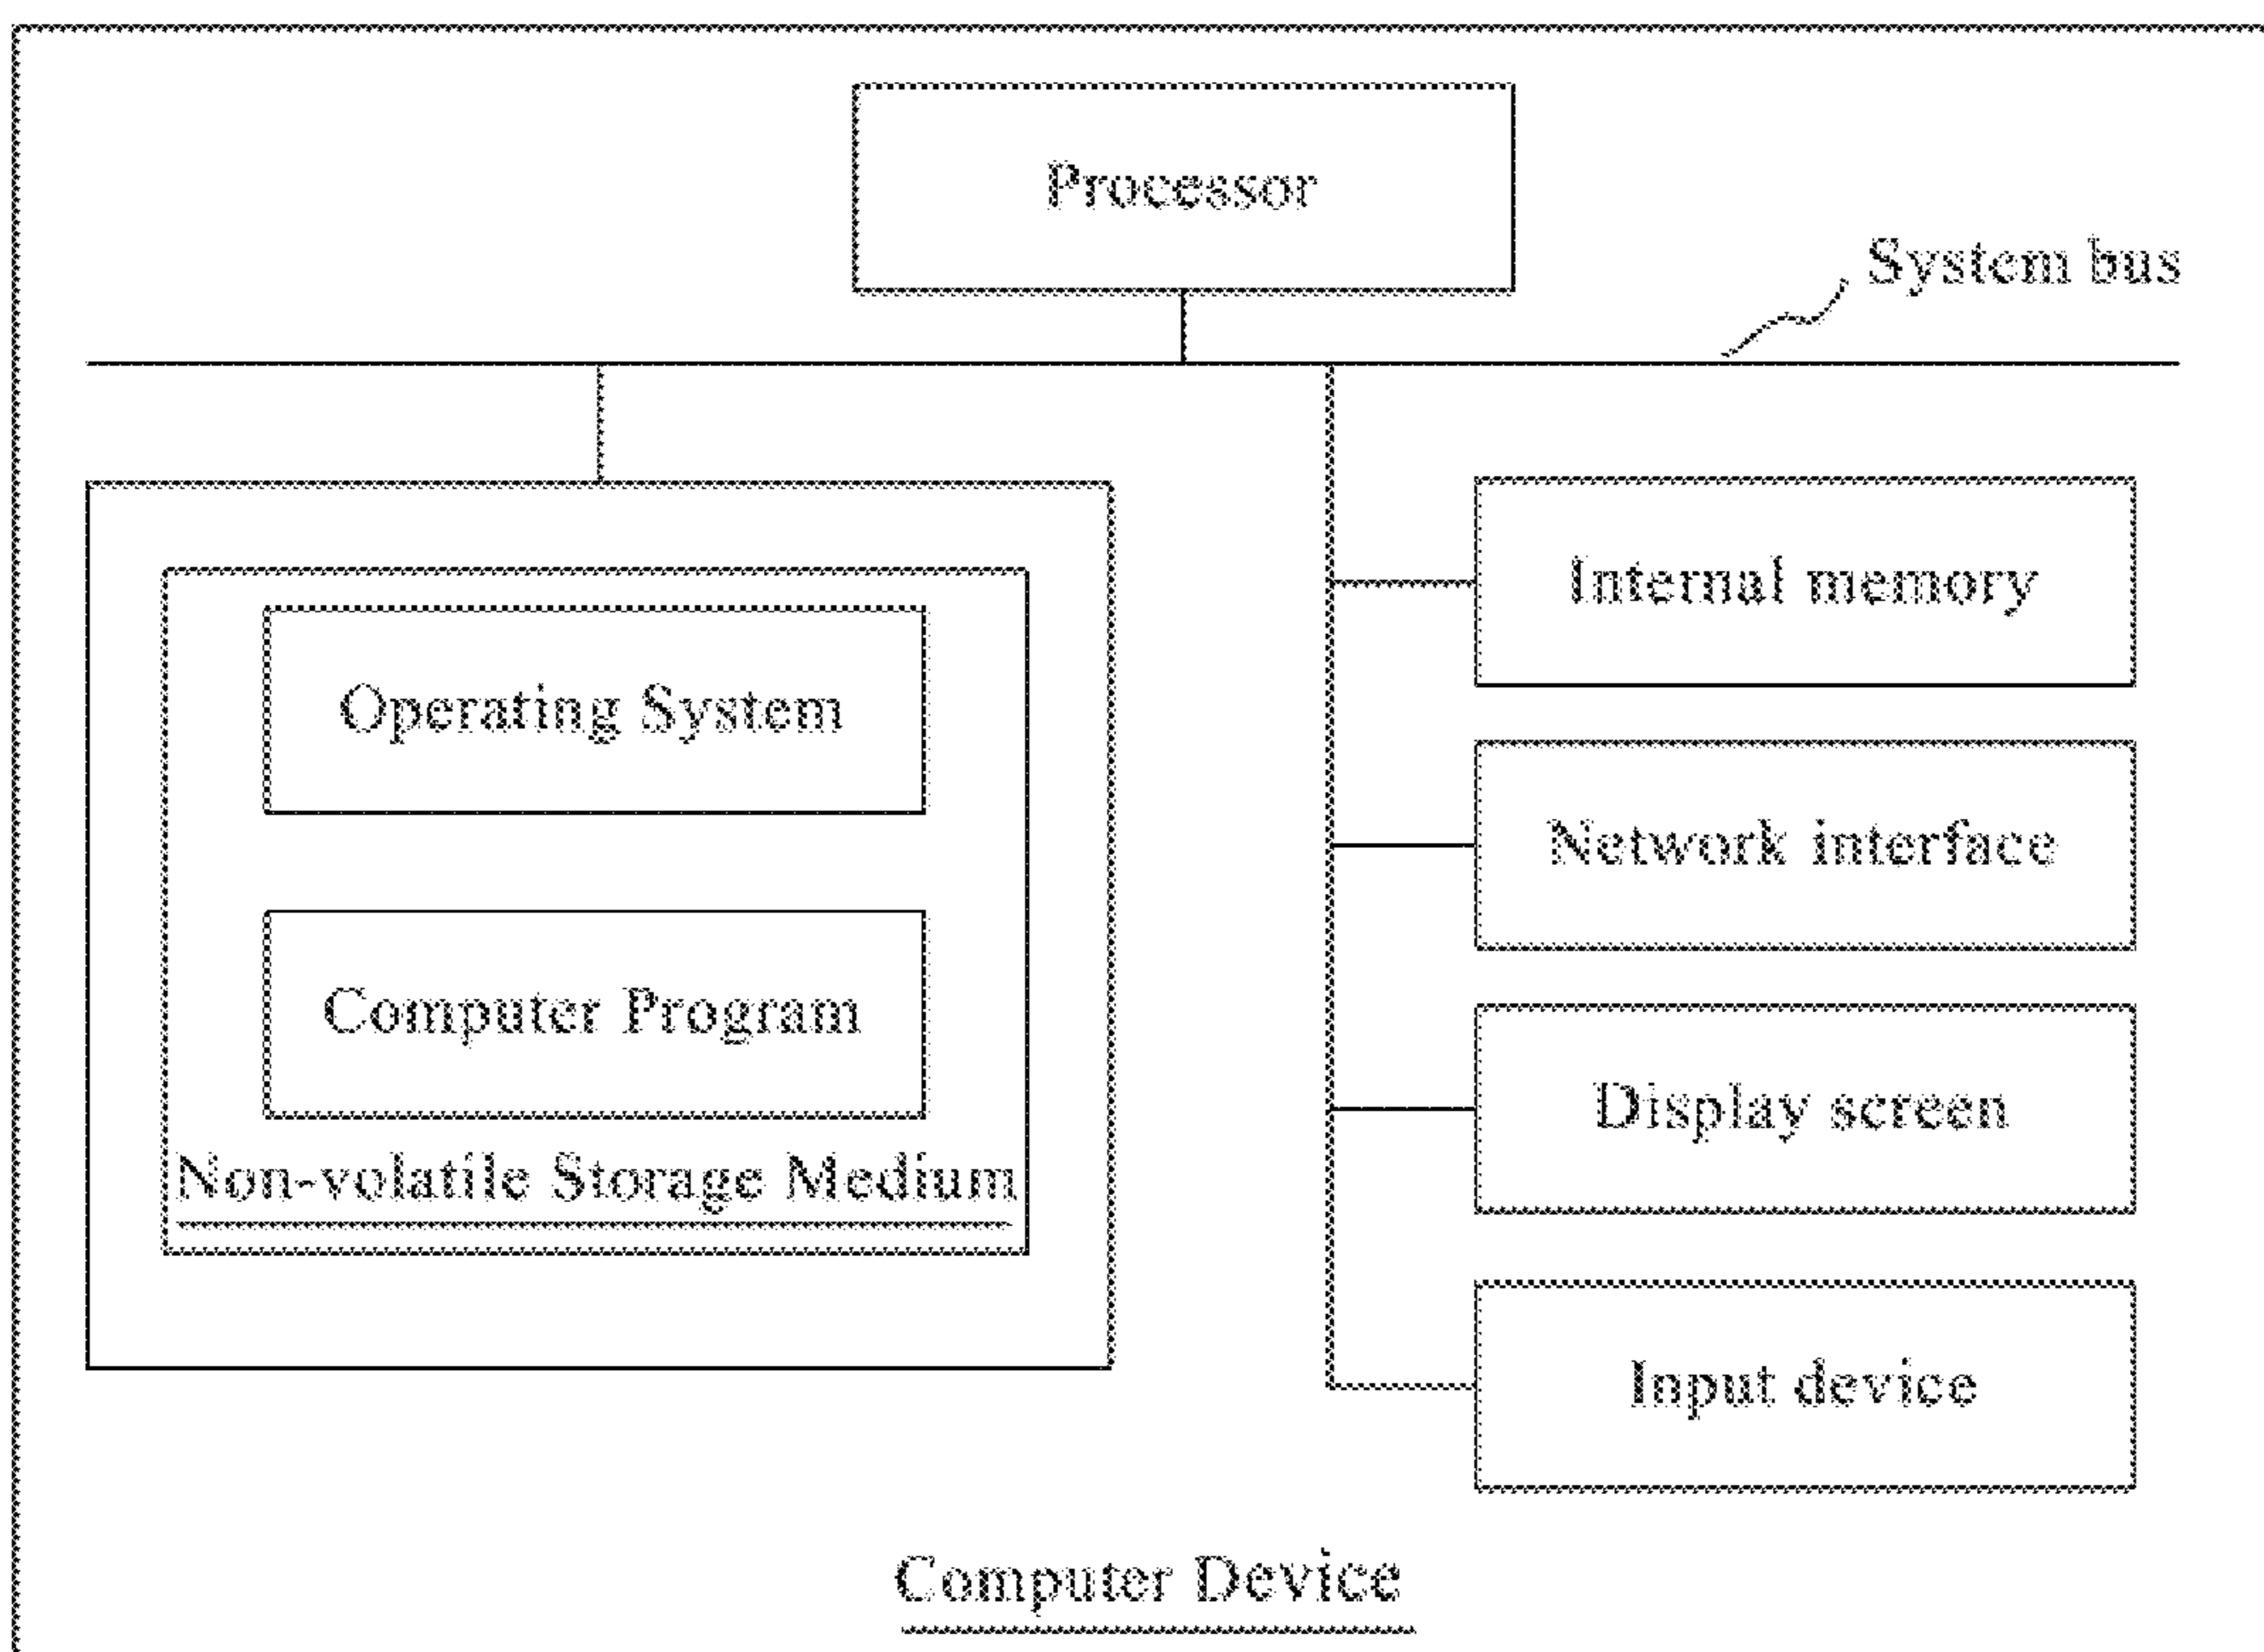 Processor
System bus
Operating System
Computer Program
Non-volatile Storage Medium
Internal memory
Network interface
Display screen
Input device
Computer Device